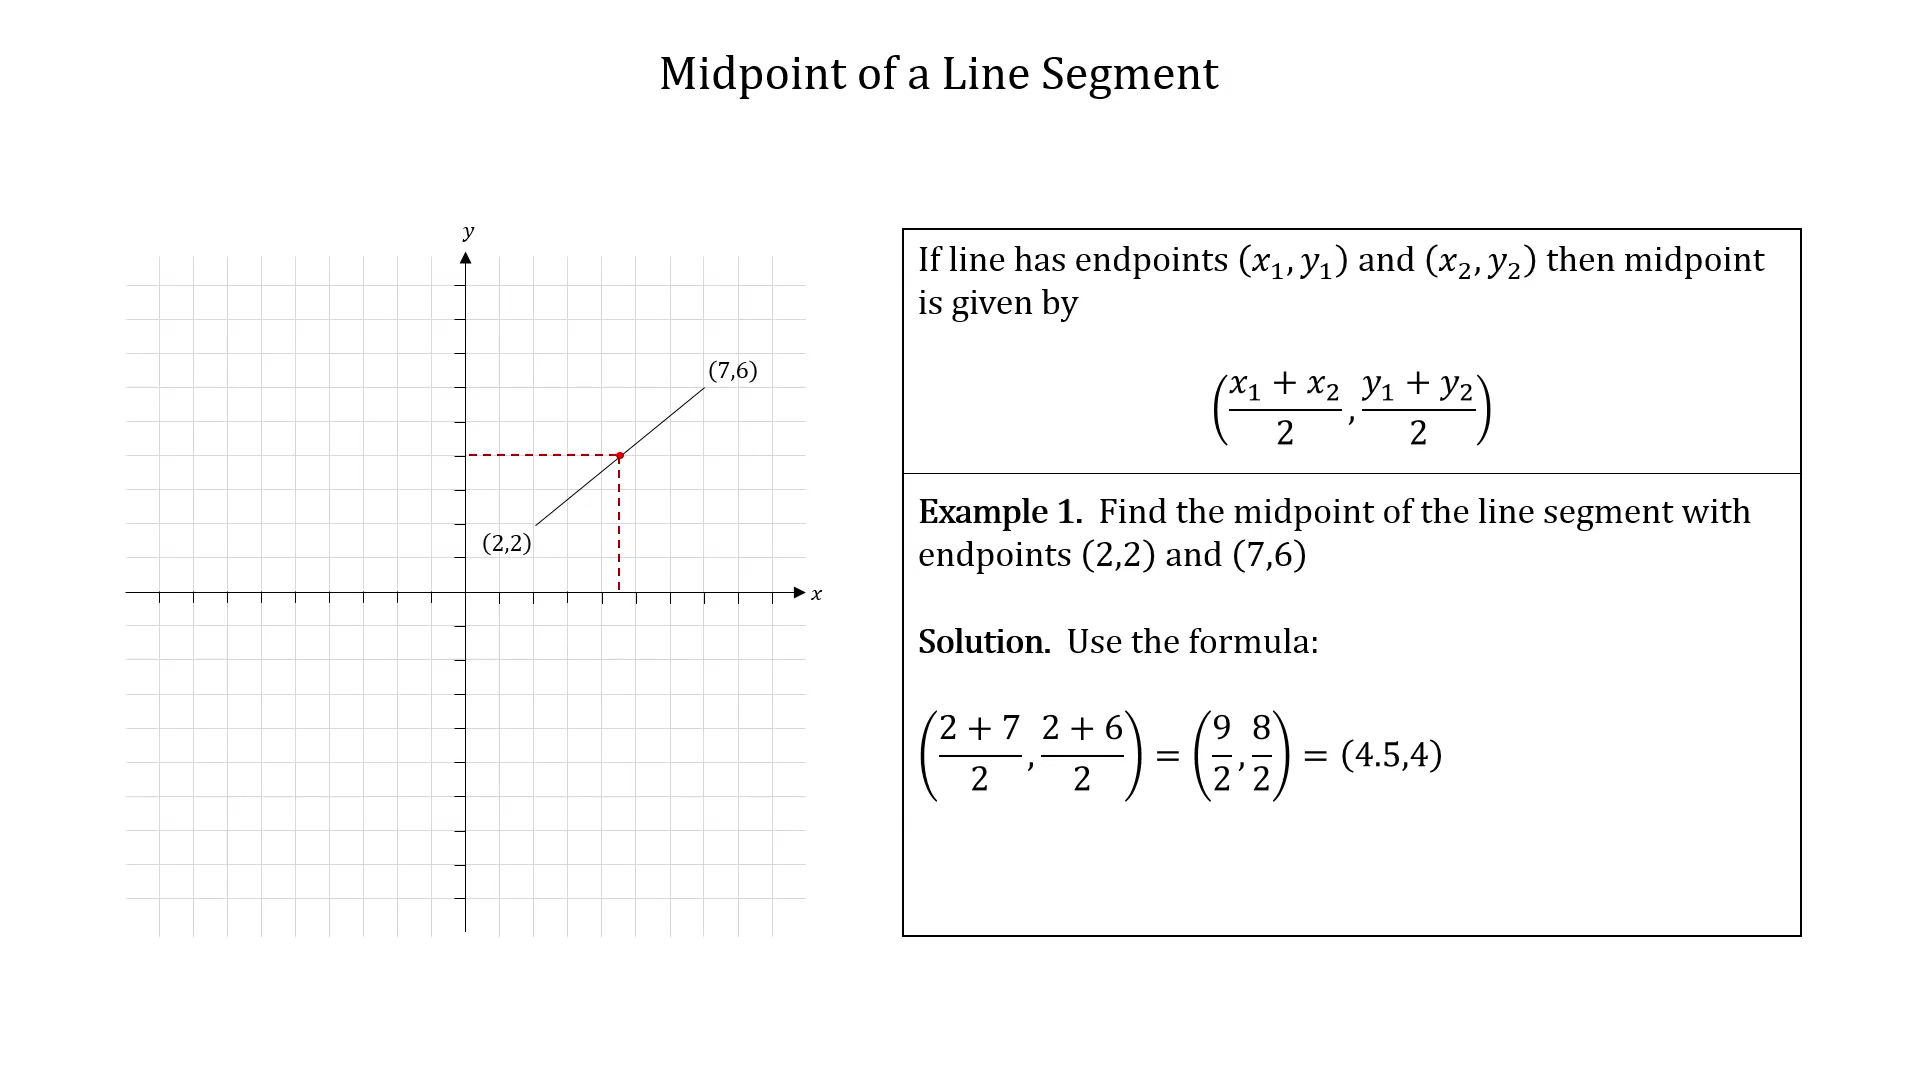 Midpoint of a Line Segment
y
(7,6)
(2,2)
x
If line has endpoints (x₁, y₁) and (x₂, y₂) then midpoint
is given by
((x₁ + x₂)/2, (y₁ + y₂)/2)
Example 1. Find the midpoint of the line segment with
endpoints (2,2) and (7,6)
Solution. Use the formula:
((2 + 7)/2, (2 + 6)/2) = (9/2, 8/2) = (4.5,4)